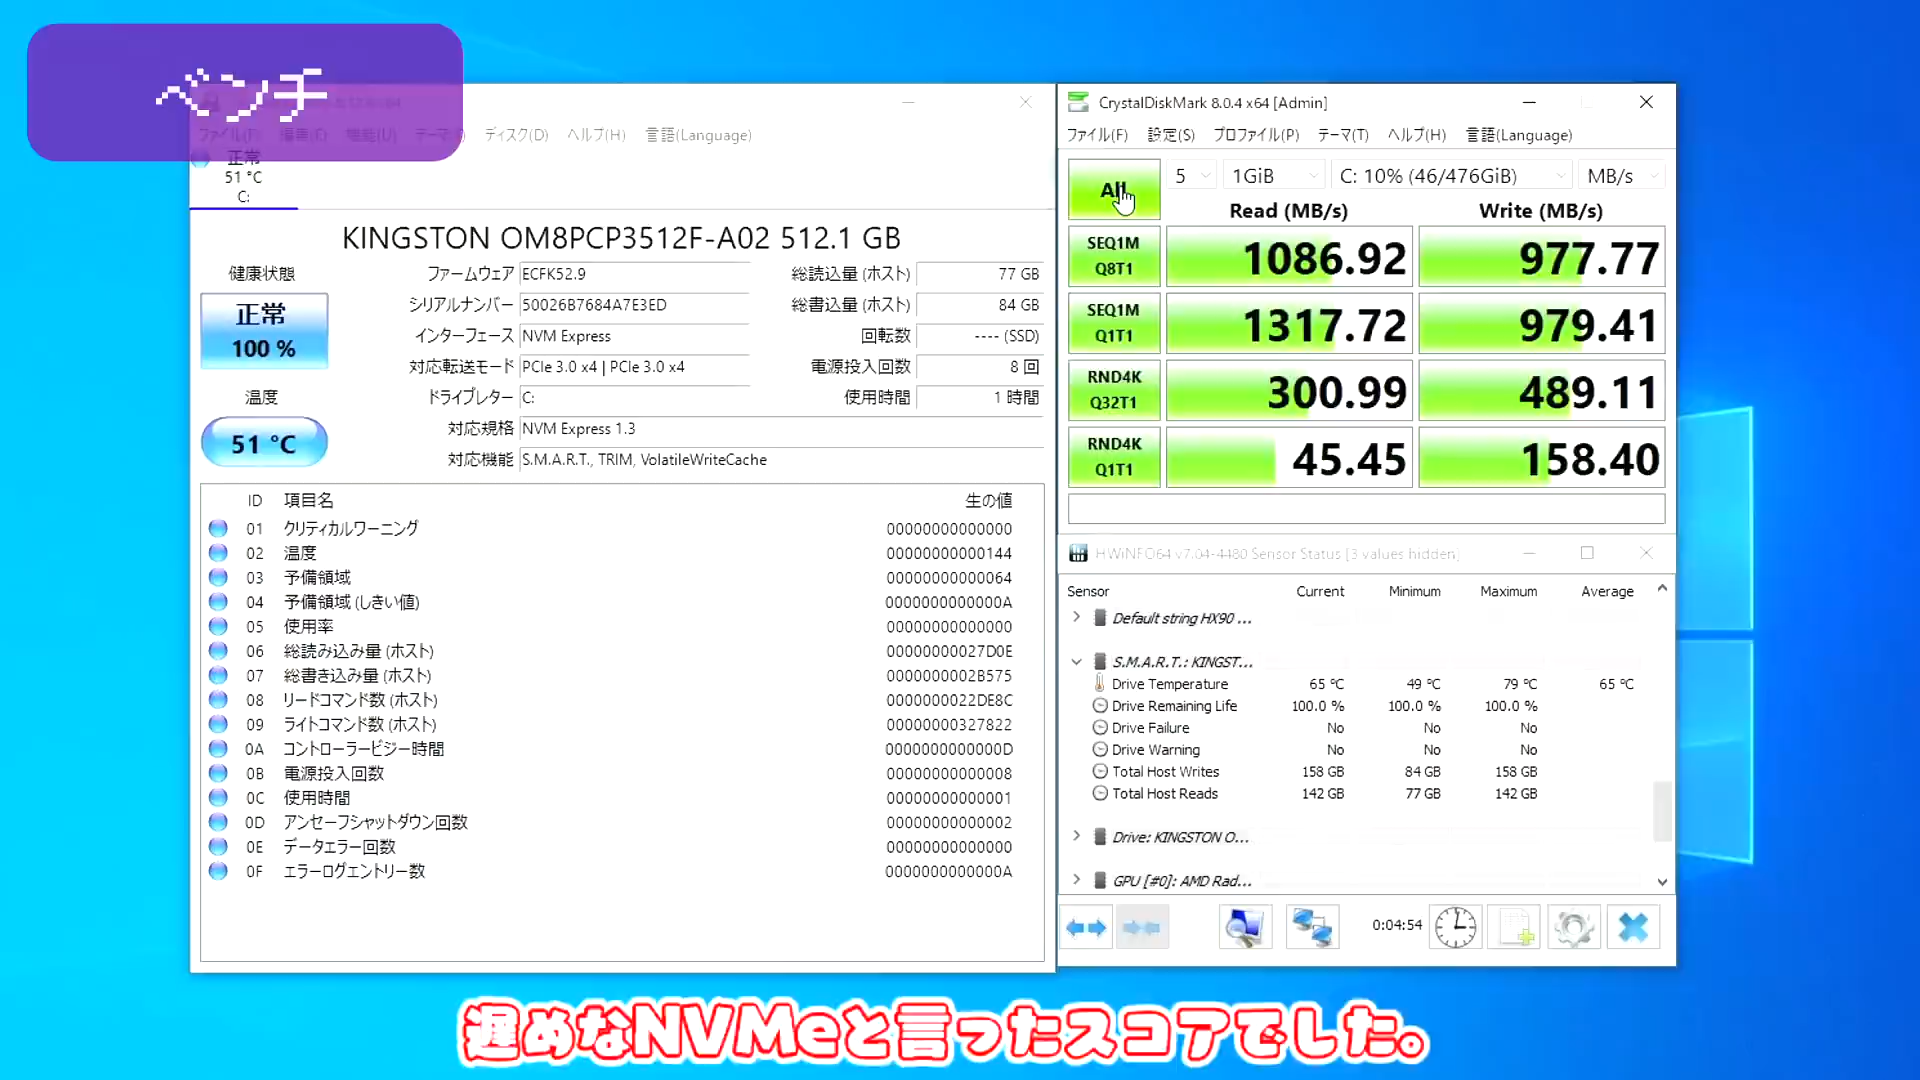 ベンチ
ファイル(F) 編集(E) 機能(U) テーマ ディスク(D) ヘルプ(H) 言語(Language)
正常
51 ℃
C:
KINGSTON OM8PCP3512F-A02 512.1 GB
健康状態
正常
100 %
温度
51 ℃
ファームウェア ECFK52.9
シリアルナンバー 50026B7684A7E3ED
インターフェース NVM Express
対応転送モード PCIe 3.0 x4 | PCIe 3.0 x4
ドライブレター C:
対応規格 NVM Express 1.3
対応機能 S.M.A.R.T., TRIM, VolatileWriteCache
総読込量 (ホスト) 77 GB
総書込量 (ホスト) 84 GB
回転数 ---- (SSD)
電源投入回数 8 回
使用時間 1 時間
ID 項目名 生の値
01 クリティカルワーニング 00000000000000
02 温度 00000000000144
03 予備領域 00000000000064
04 予備領域 (しきい値) 0000000000000A
05 使用率 00000000000000
06 総読み込み量 (ホスト) 00000000027D0E
07 総書き込み量 (ホスト) 0000000002B575
08 リードコマンド数 (ホスト) 0000000022DE8C
09 ライトコマンド数 (ホスト) 00000000327822
0A コントローラービジー時間 0000000000000D
0B 電源投入回数 00000000000008
0C 使用時間 00000000000001
0D アンセーフシャットダウン回数 00000000000002
0E データエラー回数 00000000000000
0F エラーログエントリー数 0000000000000A
CrystalDiskMark 8.0.4 x64 [Admin]
ファイル(F) 設定(S) プロファイル(P) テーマ(T) ヘルプ(H) 言語(Language)
All 5 1GiB C: 10% (46/476GiB) MB/s
Read (MB/s) Write (MB/s)
SEQ1M Q8T1 1086.92 977.77
SEQ1M Q1T1 1317.72 979.41
RND4K Q32T1 300.99 489.11
RND4K Q1T1 45.45 158.40
HWiNFO64 v7.04-4480 Sensor Status [3 values hidden]
Sensor Current Minimum Maximum Average
Default string HX90 ...
S.M.A.R.T.: KINGST...
Drive Temperature 65 ℃ 49 ℃ 79 ℃ 65 ℃
Drive Remaining Life 100.0 % 100.0 % 100.0 %
Drive Failure No No No
Drive Warning No No No
Total Host Writes 158 GB 84 GB 158 GB
Total Host Reads 142 GB 77 GB 142 GB
Drive: KINGSTON O...
GPU [#0]: AMD Rad...
0:04:54
遅めなNVMeと言ったスコアでした。